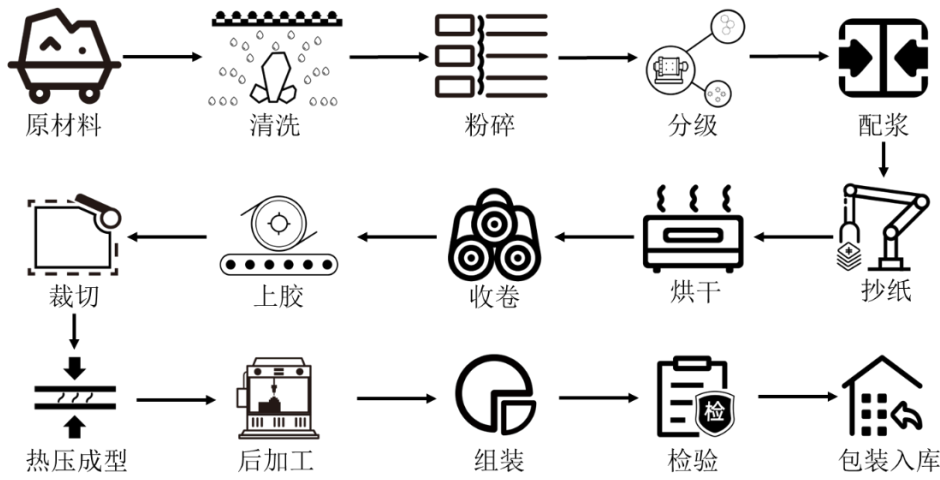 原材料
清洗
粉碎
分级
配浆
裁切
上胶
收卷
烘干
抄纸
检
热压成型
后加工
组装
检验
包装入库